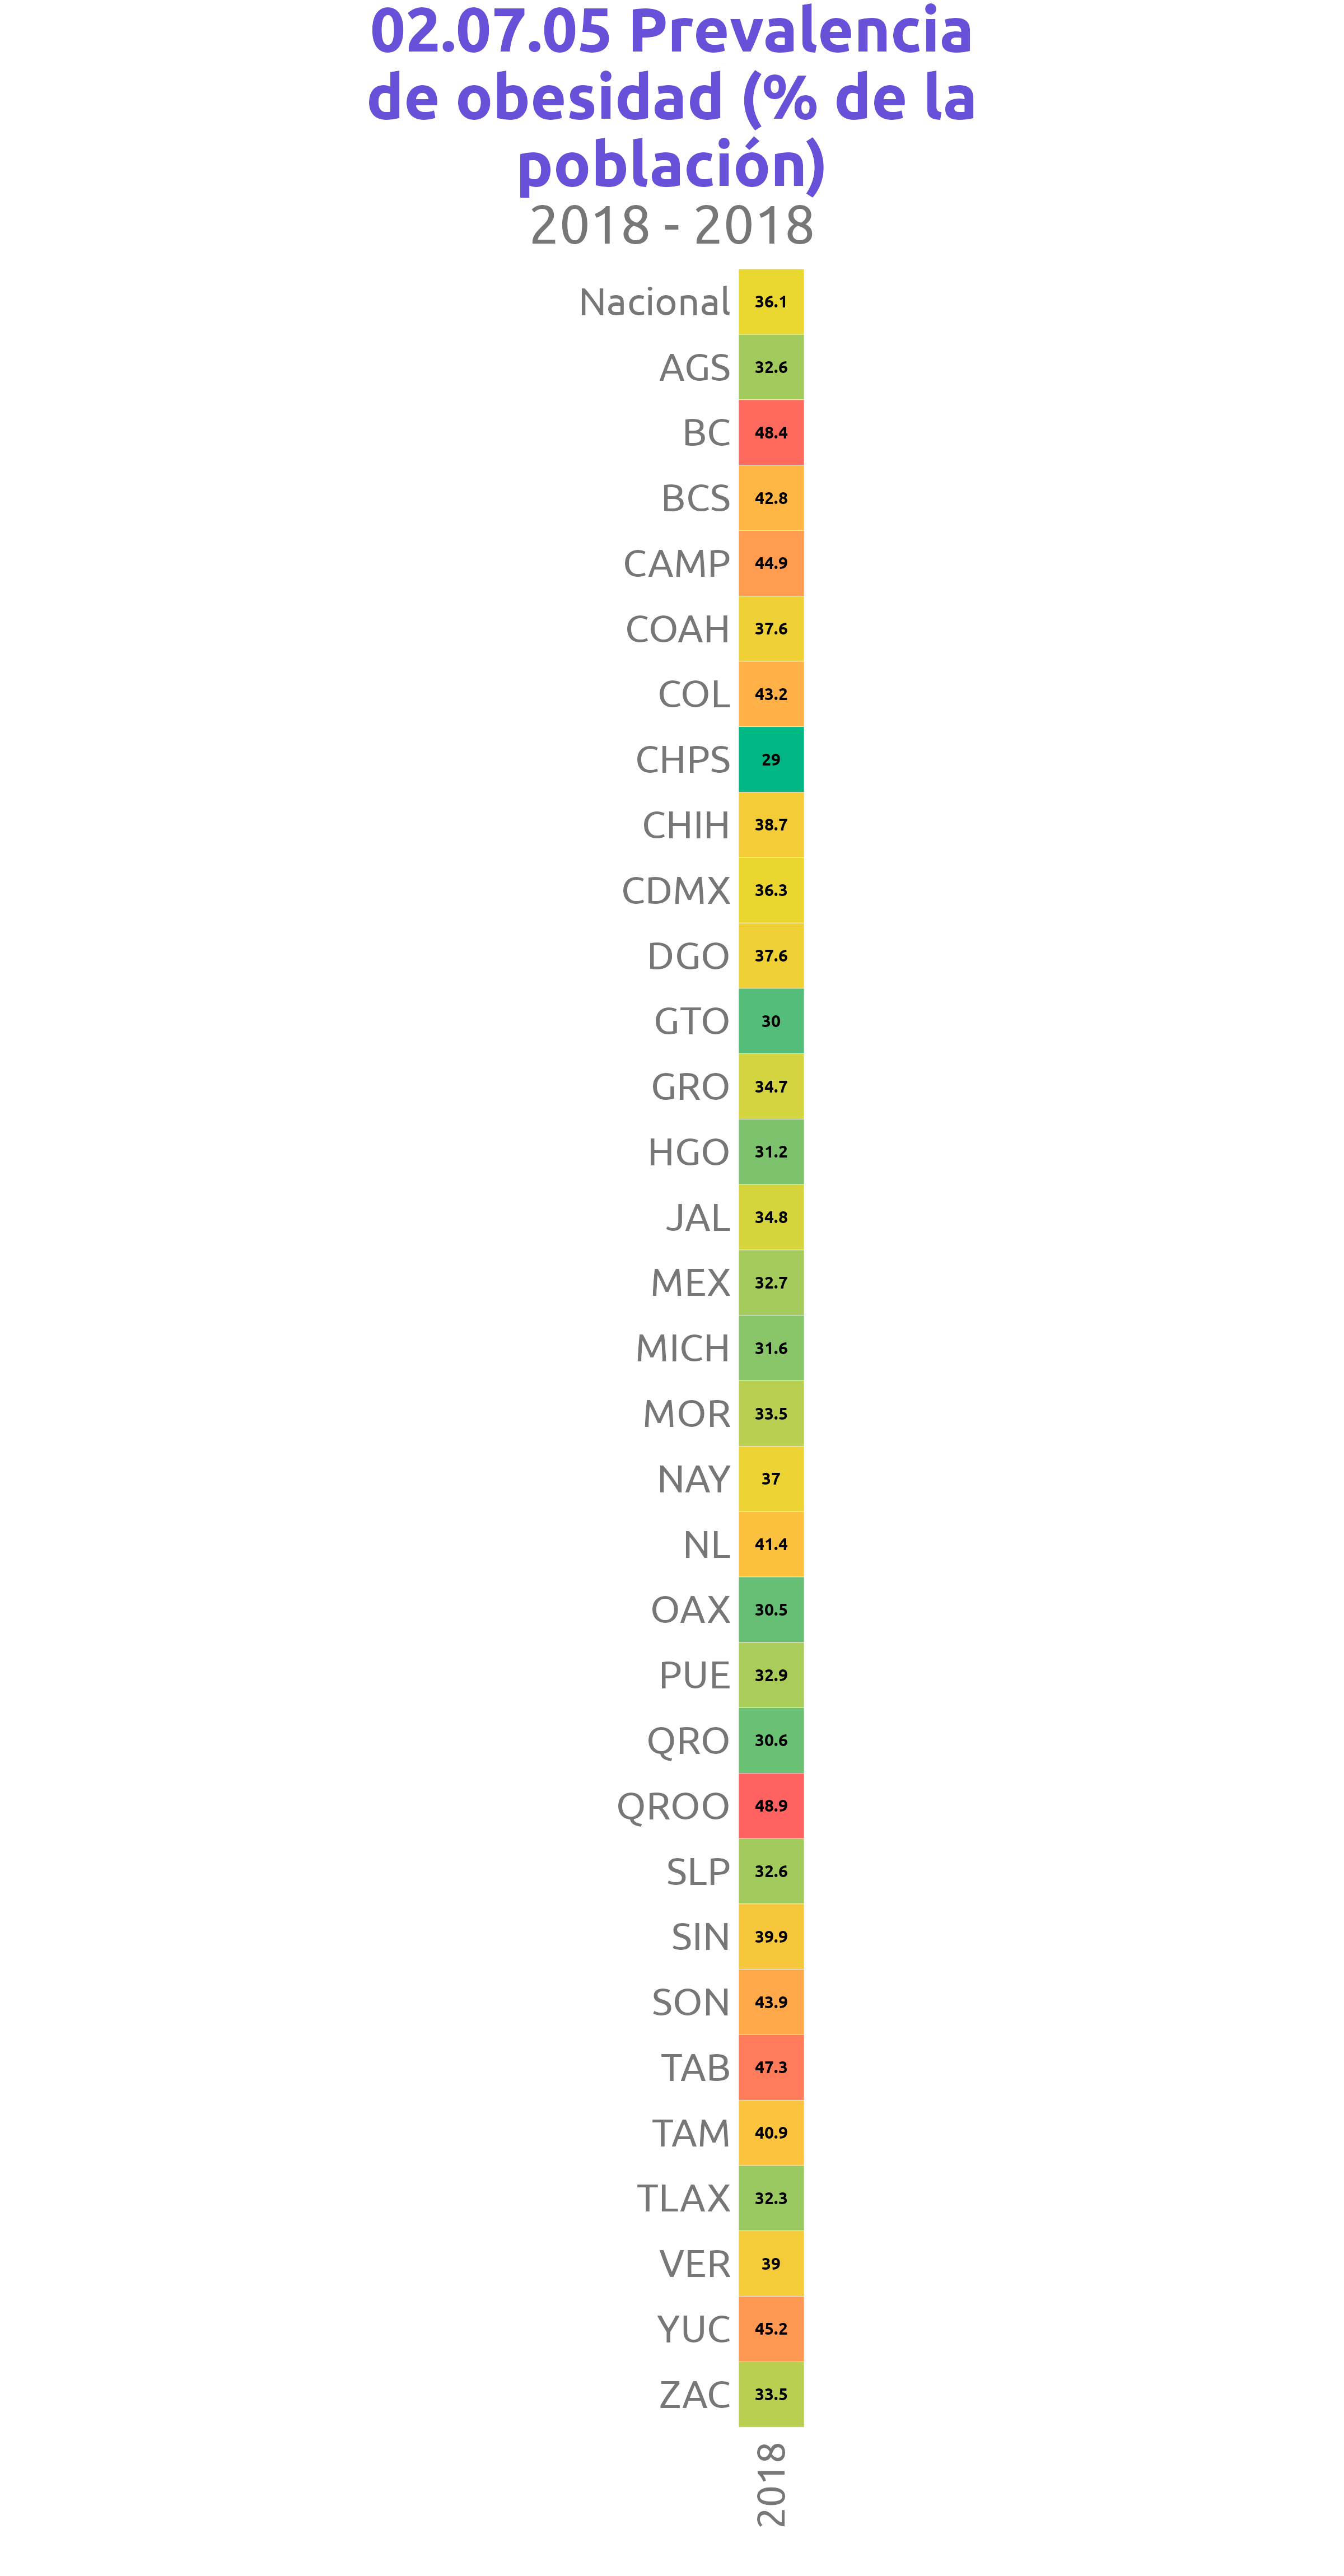 02.07.05 Prevalencia
de obesidad (% de la
población)
2018 - 2018
Nacional 36.1
AGS 32.6
BC 48.4
BCS 42.8
CAMP 44.9
COAH 37.6
COL 43.2
CHPS 29
CHIH 38.7
CDMX 36.3
DGO 37.6
GTO 30
GRO 34.7
HGO 31.2
JAL 34.8
MEX 32.7
MICH 31.6
MOR 33.5
NAY 37
NL 41.4
OAX 30.5
PUE 32.9
QRO 30.6
QROO 48.9
SLP 32.6
SIN 39.9
SON 43.9
TAB 47.3
TAM 40.9
TLAX 32.3
VER 39
YUC 45.2
ZAC 33.5
2018